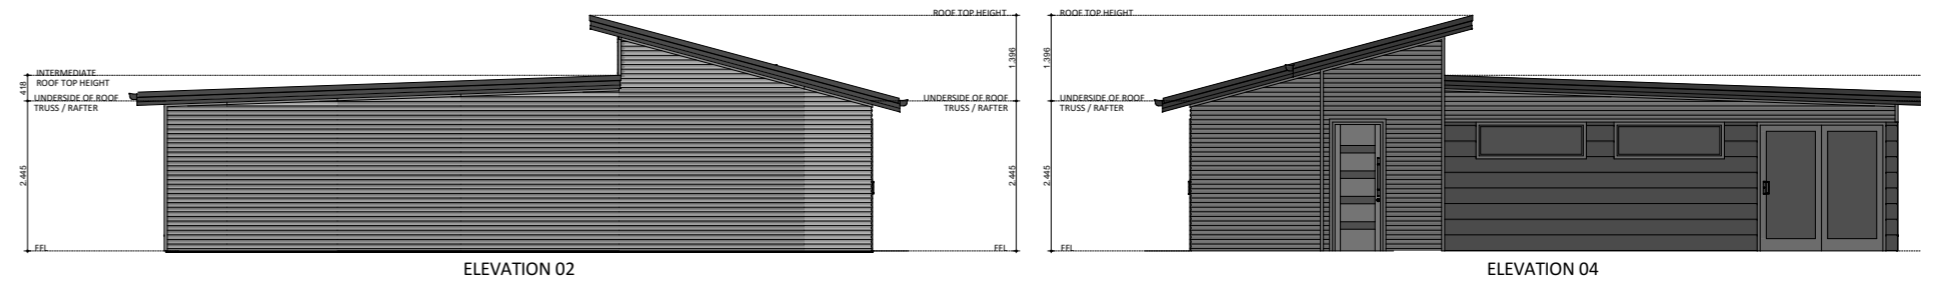 ROOF TOP HEIGHT
1.396
INTERMEDIATE
ROOF TOP HEIGHT
418
UNDERSIDE OF ROOF
TRUSS / RAFTER
UNDERSIDE OF ROOF
TRUSS / RAFTER
2.445
2.445
FFL
FFL
ELEVATION 02
ROOF TOP HEIGHT
1.396
UNDERSIDE OF ROOF
TRUSS / RAFTER
2.445
FFL
ELEVATION 04